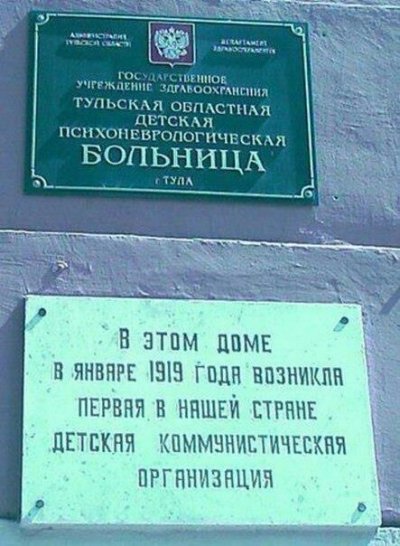 АДМИНИСТРАЦИЯ
ТУЛЬСКОЙ ОБЛАСТИ
ДЕПАРТАМЕНТ
ЗДРАВООХРАНЕНИЯ
ГОСУДАРСТВЕННОЕ
УЧРЕЖДЕНИЕ ЗДРАВООХРАНЕНИЯ
ТУЛЬСКАЯ ОБЛАСТНАЯ
ДЕТСКАЯ
ПСИХОНЕВРОЛОГИЧЕСКАЯ
БОЛЬНИЦА
г. ТУЛА
В ЭТОМ ДОМЕ
В ЯНВАРЕ 1919 ГОДА ВОЗНИКЛА
ПЕРВАЯ В НАШЕЙ СТРАНЕ
ДЕТСКАЯ КОММУНИСТИЧЕСКАЯ
ОРГАНИЗАЦИЯ